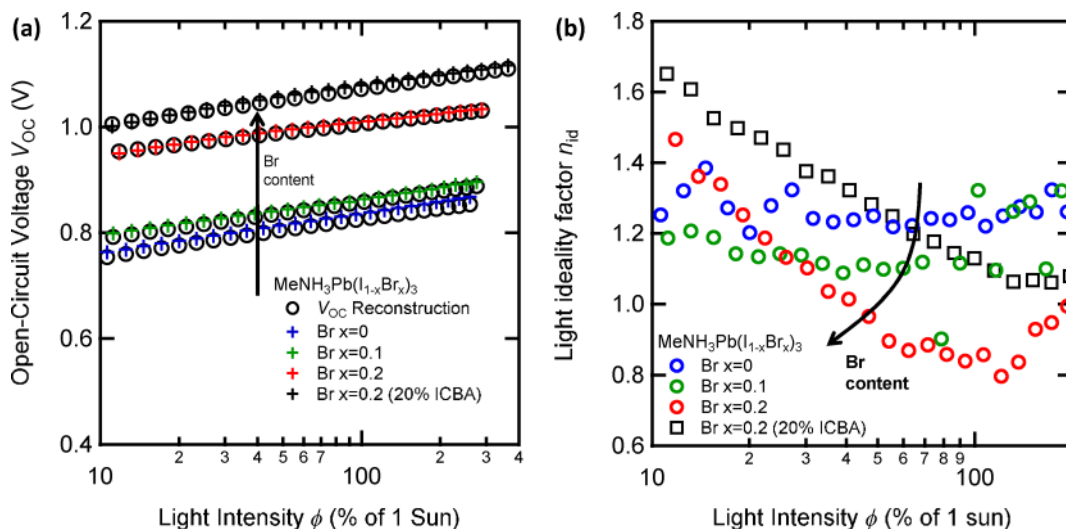 (a)
1.2
1.0
0.8
0.6
0.4
Open-Circuit Voltage V_OC (V)
Br
content
MeNH₃Pb(I₁₋ₓBrₓ)₃
V_OC Reconstruction
Br x=0
Br x=0.1
Br x=0.2
Br x=0.2 (20% ICBA)
10 2 3 4 5 6 7 100 2 3 4
Light Intensity ϕ (% of 1 Sun)
(b)
1.6
1.4
1.2
1.0
0.8
0.6
Light ideality factor n_id
MeNH₃Pb(I₁₋ₓBrₓ)₃
Br x=0
Br x=0.1
Br x=0.2
Br x=0.2 (20% ICBA)
Br
content
10 2 3 4 5 6 7 8 9 100
Light Intensity ϕ (% of 1 sun)